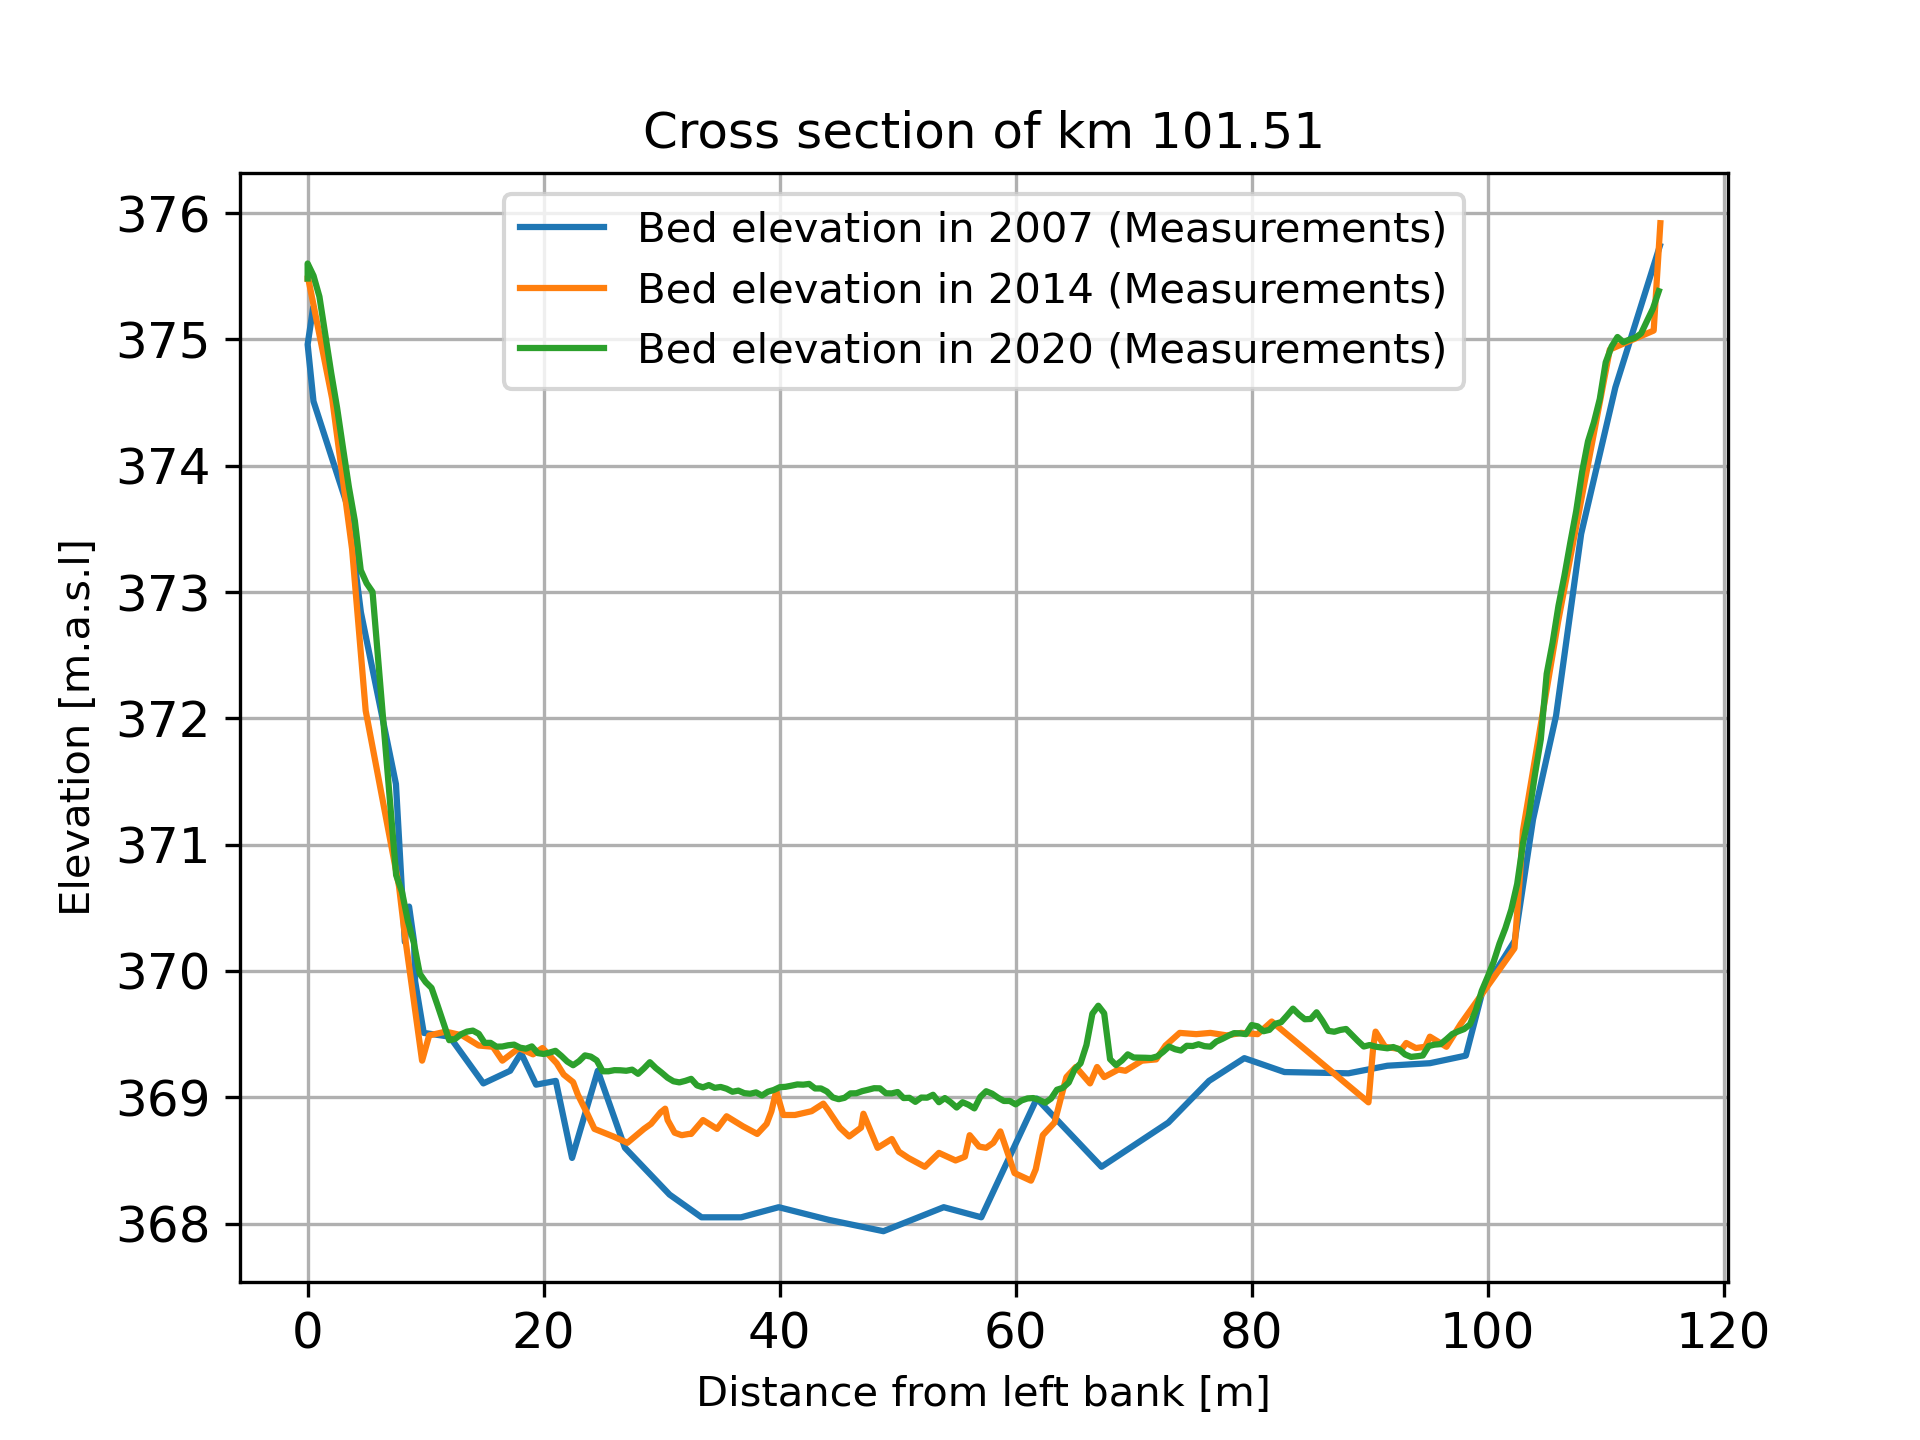 Cross section of km 101.51
Bed elevation in 2007 (Measurements)
Bed elevation in 2014 (Measurements)
Bed elevation in 2020 (Measurements)
Elevation [m.a.s.l]
376
375
374
373
372
371
370
369
368
0 20 40 60 80 100 120
Distance from left bank [m]